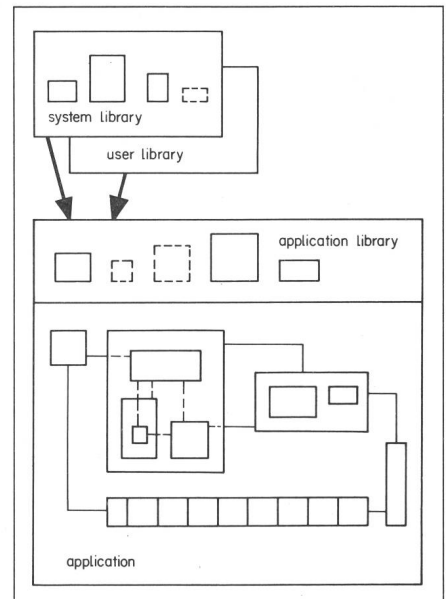 system library
user library
application library
application